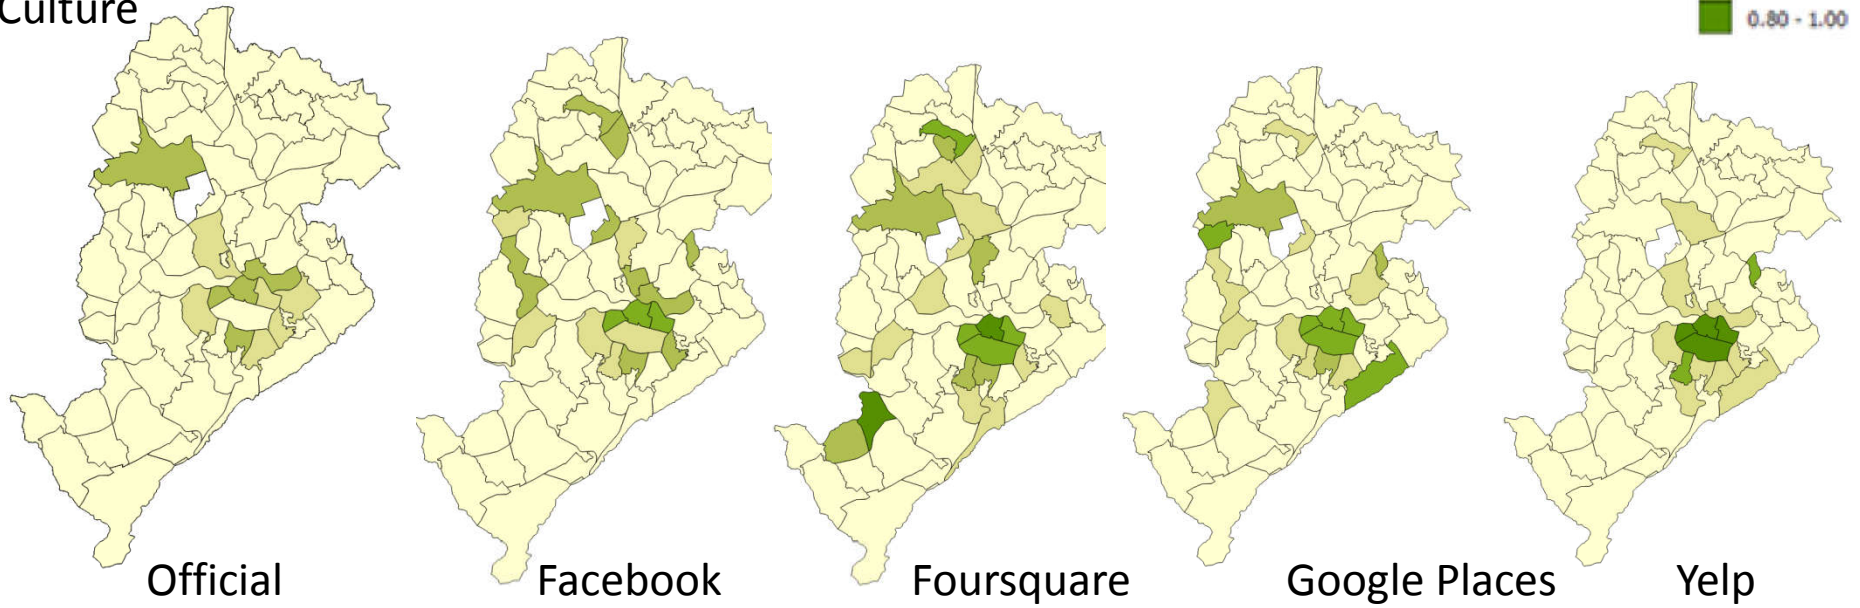 Culture
0.80 - 1.00
Official
Facebook
Foursquare
Google Places
Yelp